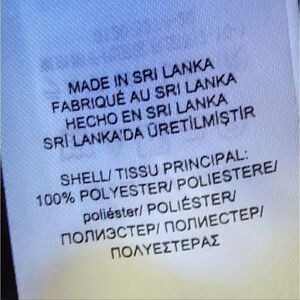 MADE IN SRI LANKA
FABRIQUÉ AU SRI LANKA
HECHO EN SRI LANKA
SRİ LANKA'DA ÜRETİLMİŞTİR
SHELL/ TISSU PRINCIPAL:
100% POLYESTER/ POLIESTERE/
poliéster/ POLIÉSTER/
ПОЛИЭСТЕР/ ПОЛИЕСТЕР/
ΠΟΛΥΕΣΤΕΡΑΣ